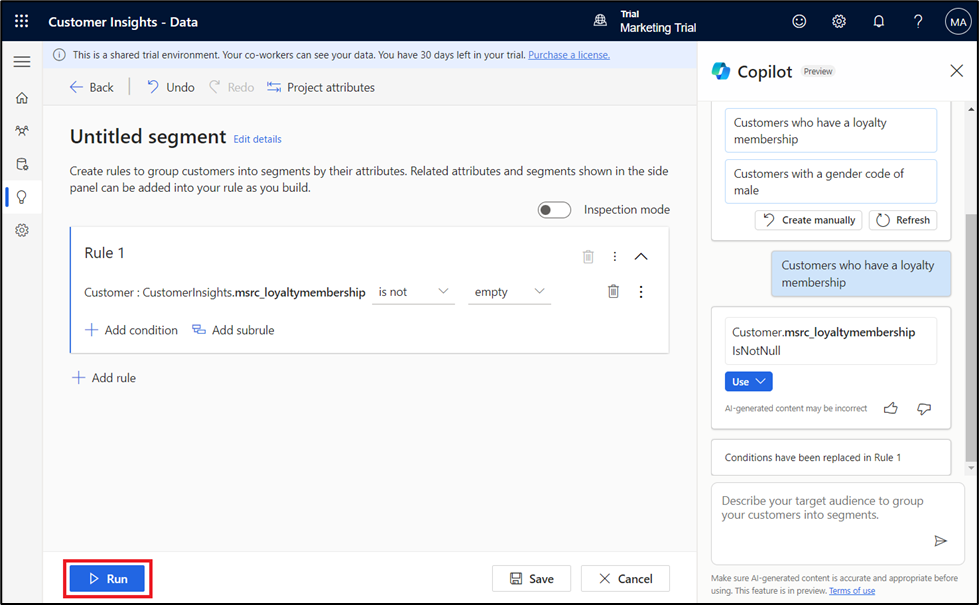 Customer Insights - Data
Trial
Marketing Trial
?
MA
This is a shared trial environment. Your co-workers can see your data. You have 30 days left in your trial. Purchase a license.
Back
Undo
Redo
Project attributes
Untitled segment Edit details
Create rules to group customers into segments by their attributes. Related attributes and segments shown in the side
panel can be added into your rule as you build.
Inspection mode
Rule 1
Customer : CustomerInsights.msrc_loyaltymembership is not empty
Add condition Add subrule
Add rule
Run
Save
Cancel
Copilot Preview
Customers who have a loyalty
membership
Customers with a gender code of
male
Create manually
Refresh
Customers who have a loyalty
membership
Customer.msrc_loyaltymembership
IsNotNull
Use
AI-generated content may be incorrect
Conditions have been replaced in Rule 1
Describe your target audience to group
your customers into segments.
Make sure AI-generated content is accurate and appropriate before
using. This feature is in preview. Terms of use